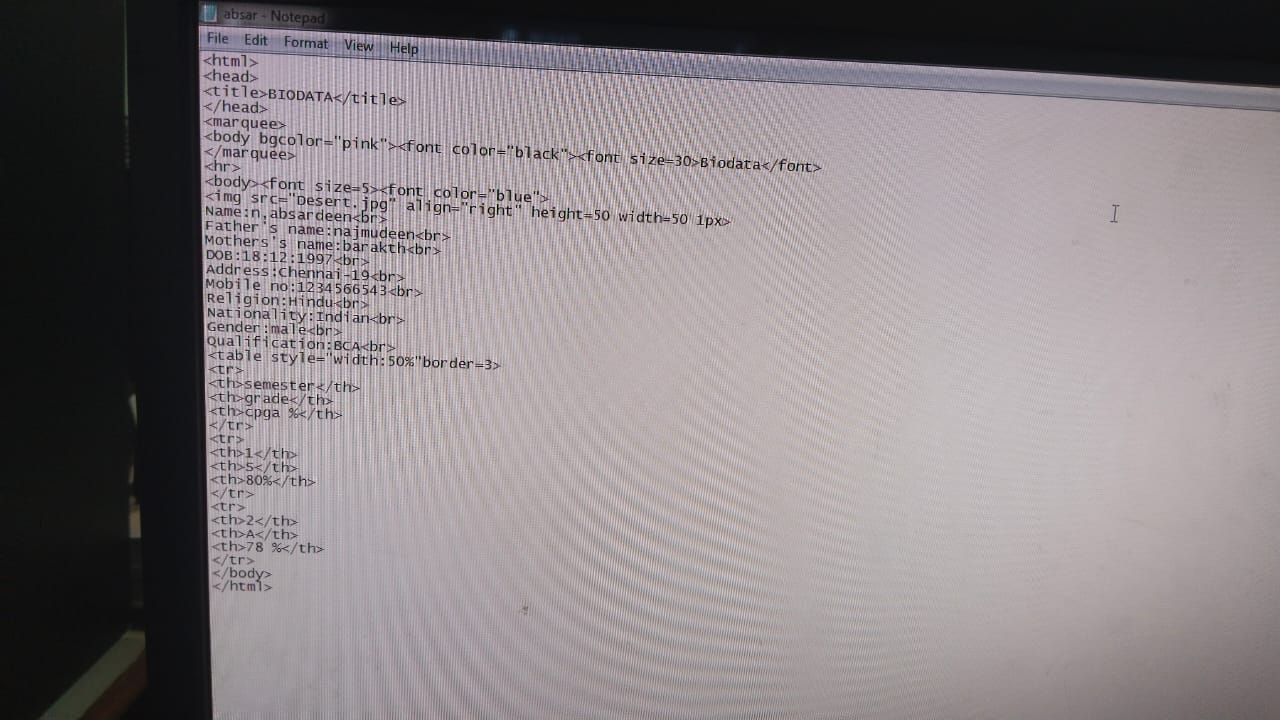 absar - Notepad
File Edit Format View Help
<html>
<head>
<title>BIODATA</title>
</head>
<marquee>
<body bgcolor="pink"><font color="black"><font size=30>Biodata</font>
</marquee>
<hr>
<body><font size=5><font color="blue">
<img src="Desert.jpg" align="right" height=50 width=50 1px>
Name:n.absardeen<br>
Father's name:najmudeen<br>
Mothers's name:barakth<br>
DOB:18:12:1997<br>
Address:Chennai-19<br>
Mobile no:1234566543<br>
Religion:Hindu<br>
Nationality:Indian<br>
Gender:male<br>
Qualification:BCA<br>
<table style="width:50%"border=3>
<tr>
<th>semester</th>
<th>grade</th>
<th>cpga %</th>
</tr>
<tr>
<th>1</th>
<th>S</th>
<th>80%</th>
</tr>
<tr>
<th>2</th>
<th>A</th>
<th>78 %</th>
</tr>
</body>
</html>